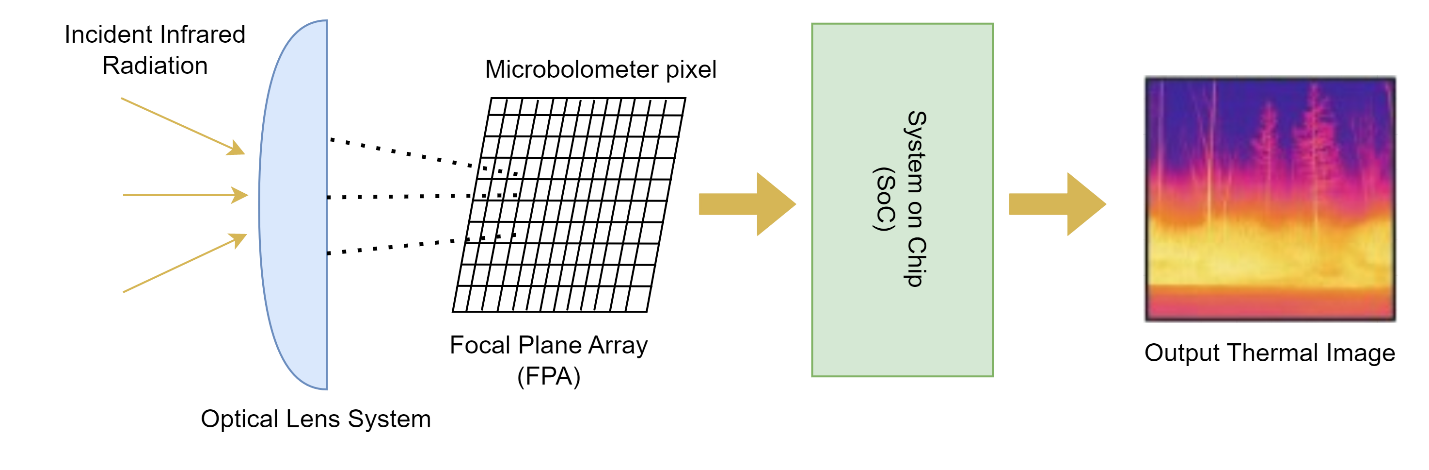 Incident Infrared
Radiation
Optical Lens System
Microbolometer pixel
Focal Plane Array
(FPA)
System on Chip
(SoC)
Output Thermal Image